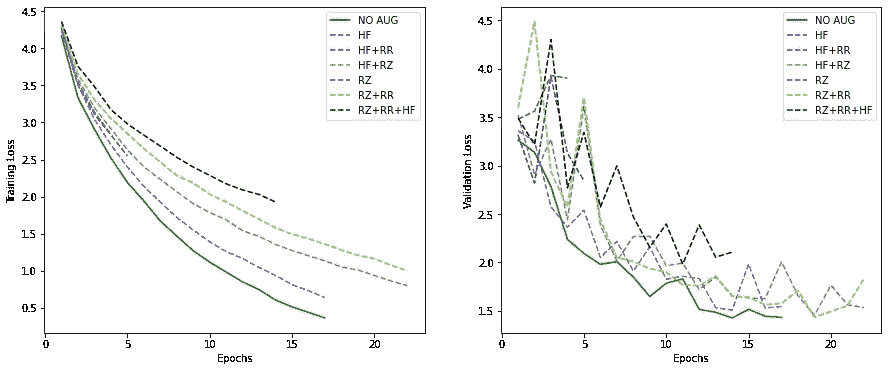 Training Loss
4.5
4.0
3.5
3.0
2.5
2.0
1.5
1.0
0.5
0
5
10
15
20
Epochs
NO AUG
HF
HF+RR
HF+RZ
RZ
RZ+RR
RZ+RR+HF
Validation Loss
4.5
4.0
3.5
3.0
2.5
2.0
1.5
0
5
10
15
20
Epochs
NO AUG
HF
HF+RR
HF+RZ
RZ
RZ+RR
RZ+RR+HF